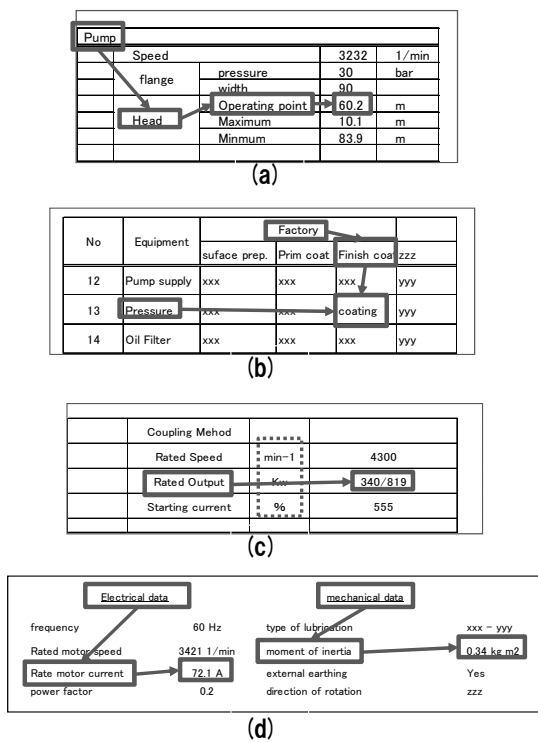 Pump
Speed 3232 1/min
flange pressure 30 bar
width 90
Operating point 60.2 m
Head Maximum 10.1 m
Minmum 83.9 m
(a)
Factory
No Equipment suface prep. Prim coat Finish coat zzz
12 Pump supply xxx xxx xxx yyy
13 Pressure xxx xxx coating yyy
14 Oil Filter xxx xxx xxx yyy
(b)
Coupling Mehod
Rated Speed min-1 4300
Rated Output Kw 340/819
Starting current % 555
(c)
Electrical data mechanical data
frequency 60 Hz type of lubrication xxx - yyy
Rated motor speed 3421 1/min moment of inertia 0.34 kg m2
Rate motor current 72.1 A external earthing Yes
power factor 0.2 direction of rotation zzz
(d)